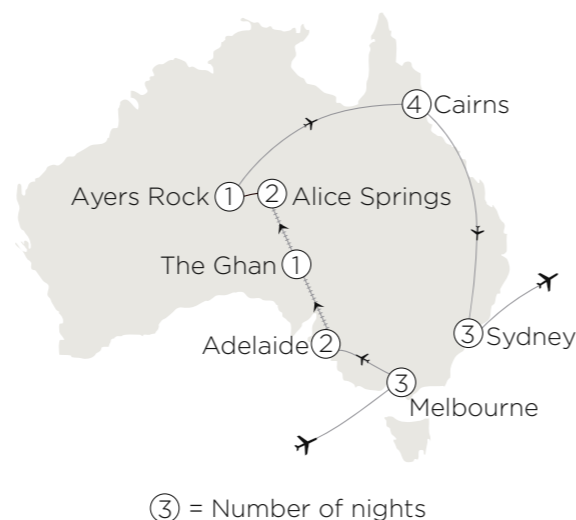 4 Cairns
Ayers Rock 1 2 Alice Springs
The Ghan 1
3 Sydney
Adelaide 2
3
Melbourne
3 = Number of nights